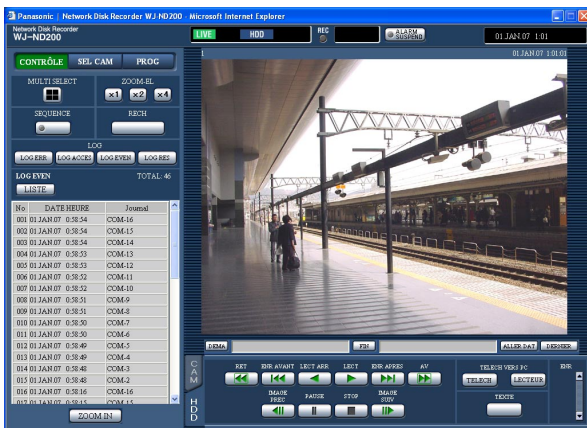 Panasonic | Network Disk Recorder WJ-ND200 - Microsoft Internet Explorer
Network Disk Recorder
WJ-ND200
LIVE HDD REC ALARM SUSPEND 01.JAN.07 1:01
CONTRÔLE SEL CAM PROG
1 01.JAN.07 1:01:01
MULTI SELECT ZOOM-EL
x1 x2 x4
SEQUENCE RECH
LOG
LOG ERR LOG ACCES LOG EVEN LOG RES
LOG EVEN TOTAL: 46
LISTE
No DATE HEURE Journal
001 01.JAN.07 0:58:54 COM-16
002 01.JAN.07 0:58:54 COM-15
003 01.JAN.07 0:58:54 COM-14
004 01.JAN.07 0:58:53 COM-13
005 01.JAN.07 0:58:53 COM-12
006 01.JAN.07 0:58:52 COM-11
007 01.JAN.07 0:58:52 COM-10
008 01.JAN.07 0:58:51 COM-9
009 01.JAN.07 0:58:51 COM-8
010 01.JAN.07 0:58:50 COM-7
011 01.JAN.07 0:58:50 COM-6
012 01.JAN.07 0:58:49 COM-5
013 01.JAN.07 0:58:49 COM-4
014 01.JAN.07 0:58:48 COM-3
015 01.JAN.07 0:58:48 COM-2
016 01.JAN.07 0:58:16 COM-16
017 01.JAN.07 0:58:15 COM-15
ZOOM IN
DEMA FIN ALLER DAT DERNIER
CAM
HDD
RET ENR AVANT LECT ARR LECT ENR APRES AV
IMAGE PREC PAUSE STOP IMAGE SUIV
TELECH VERS PC
TELECH LECTEUR
TEXTE
ENR